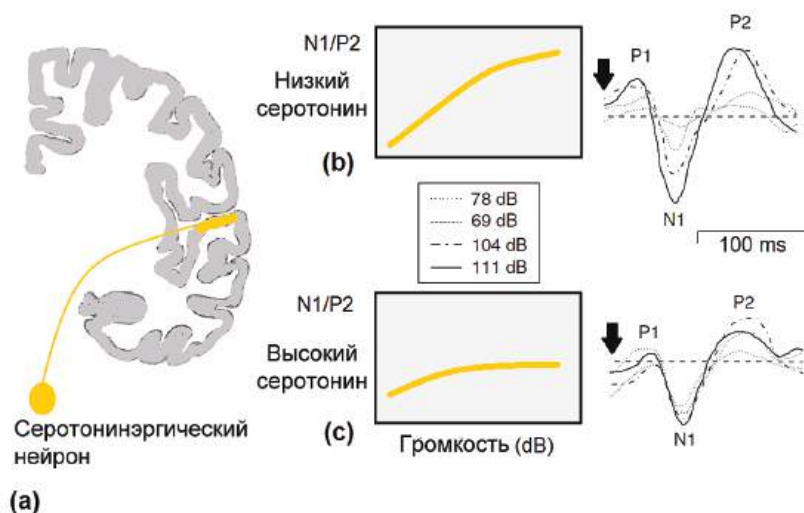 N1/P2
Низкий
серотонин
(b)
P1
P2
N1
100 ms
78 dB
69 dB
104 dB
111 dB
N1/P2
Высокий
серотонин
(c)
Громкость (dB)
P1
P2
N1
Серотонинэргический
нейрон
(a)